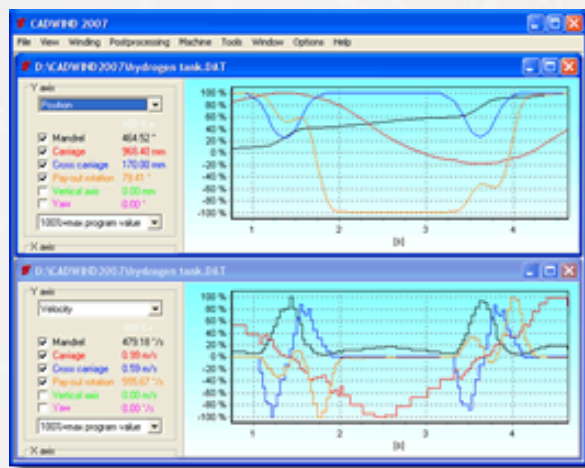 CADWIND 2007
File View Winding Postprocessing Machine Tools Window Options Help
D:\CADWIND 2007\hydrogen tank.DAT
Y axis
Position
Mandrel 464.52 °
Carriage 960.40 mm
Cross carriage 170.00 mm
Pay-out rotation 79.41 °
Vertical axis 0.00 mm
Yaw 0.00 °
100%=max program value
X axis
100 %
80 %
60 %
40 %
20 %
0 %
-20 %
-40 %
-60 %
-80 %
-100 %
1 2 3 4
[s]
D:\CADWIND 2007\hydrogen tank.DAT
Y axis
Velocity
Mandrel 479.18 °/s
Carriage 0.99 m/s
Cross carriage 0.59 m/s
Pay-out rotation 555.67 °/s
Vertical axis 0.00 m/s
Yaw 0.00 °/s
100%=max program value
X axis
100 %
80 %
60 %
40 %
20 %
0 %
-20 %
-40 %
-60 %
-80 %
-100 %
1 2 3 4
[s]